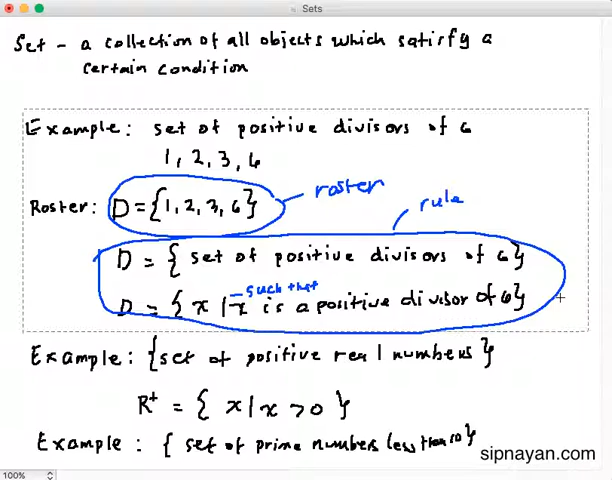 Sets
Set - a collection of all objects which satisfy a
certain condition
Example: set of positive divisors of 6
1, 2, 3, 6
Roster: D = {1, 2, 3, 6} roster
rule
D = { set of positive divisors of 6}
such that
D = { x | x is a positive divisor of 6}
Example: {set of positive real numbers}
R+ = { x | x > 0 }
Example: { set of prime numbers less than 10}
sipnayan.com
100%